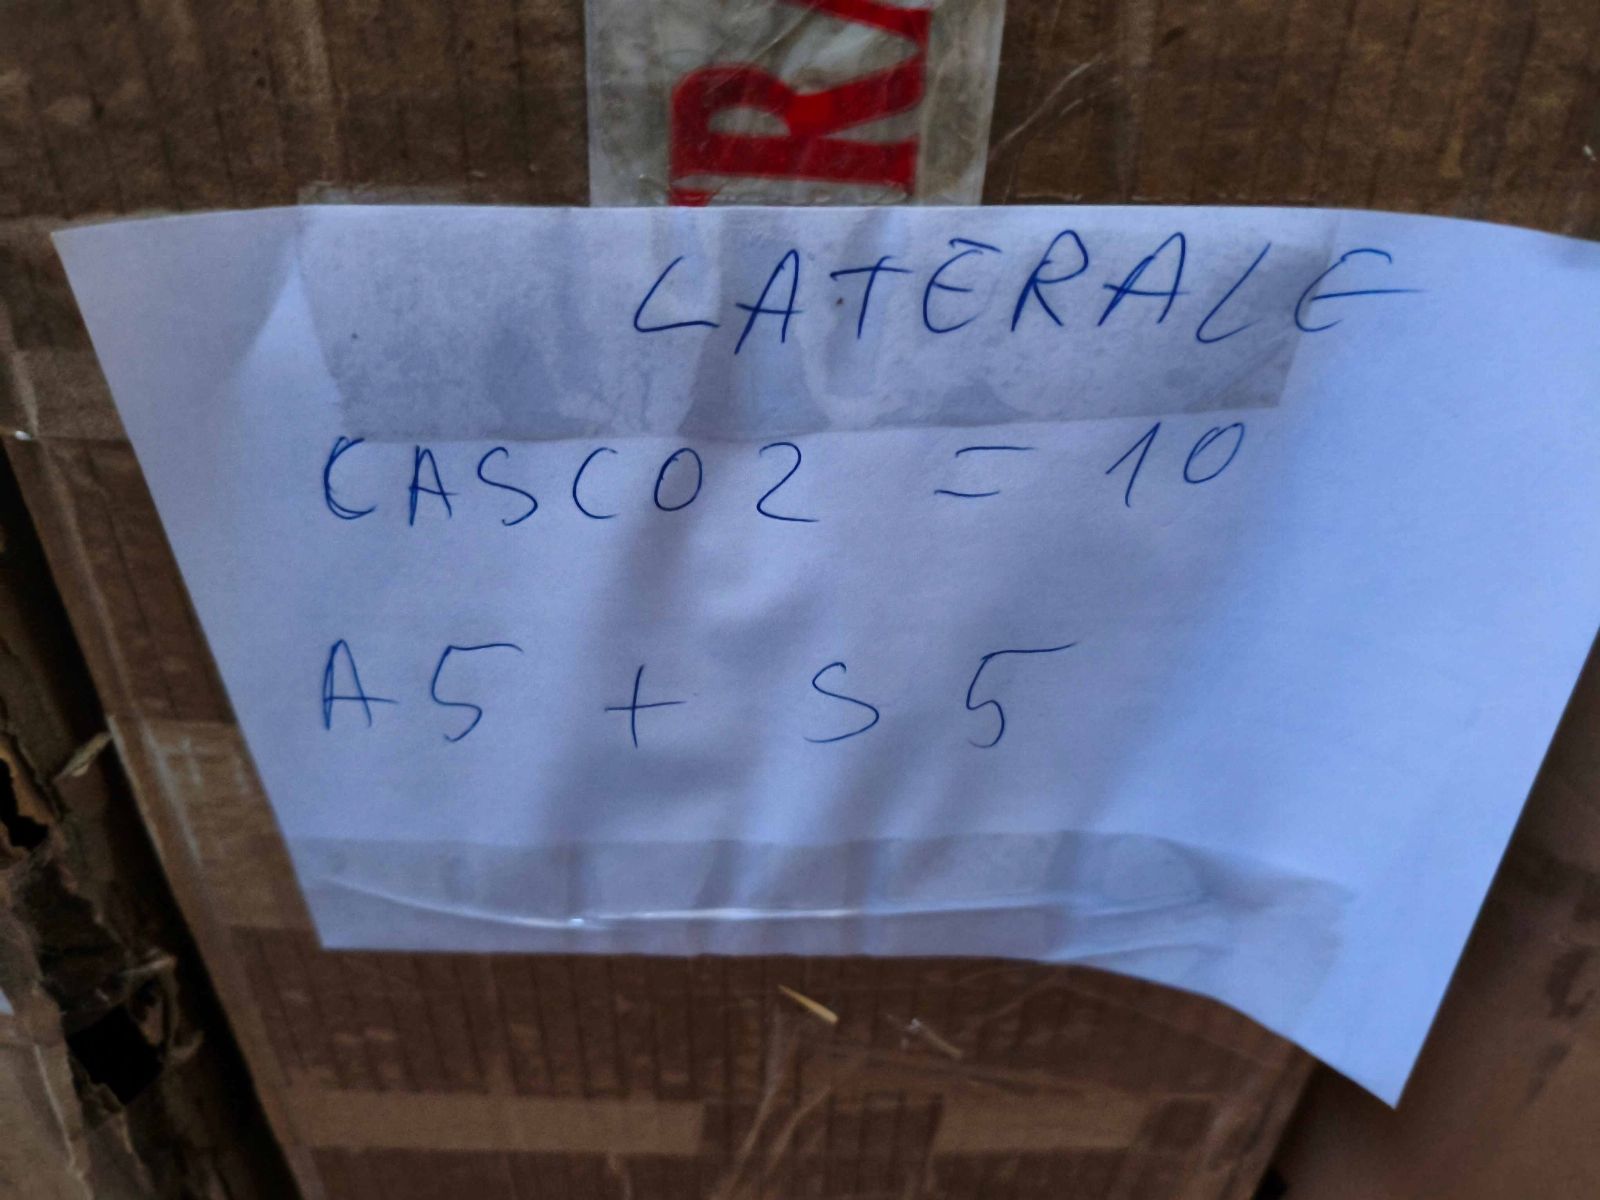 LATERALE
CASCO2 = 10
A5 + S5